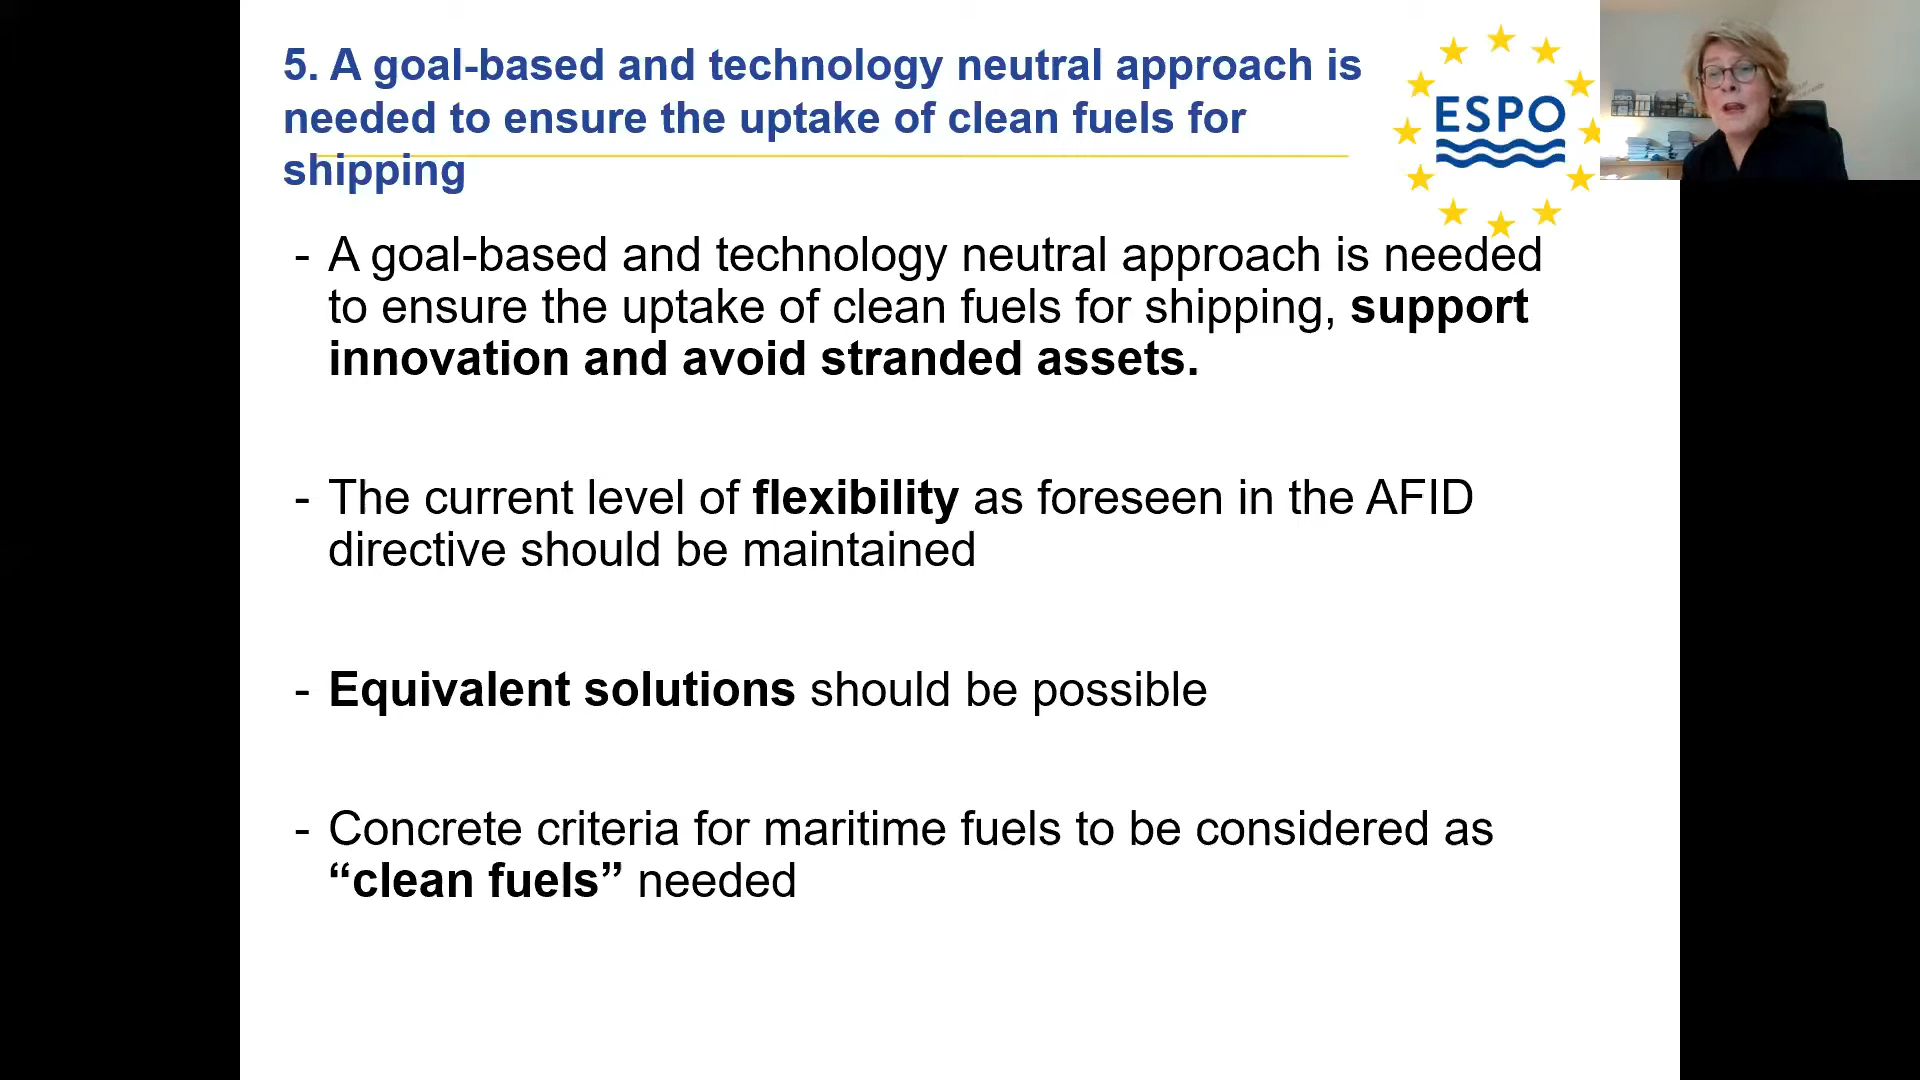 5. A goal-based and technology neutral approach is
needed to ensure the uptake of clean fuels for
shipping
ESPO
- A goal-based and technology neutral approach is needed
to ensure the uptake of clean fuels for shipping, support
innovation and avoid stranded assets.
- The current level of flexibility as foreseen in the AFID
directive should be maintained
- Equivalent solutions should be possible
- Concrete criteria for maritime fuels to be considered as
“clean fuels” needed